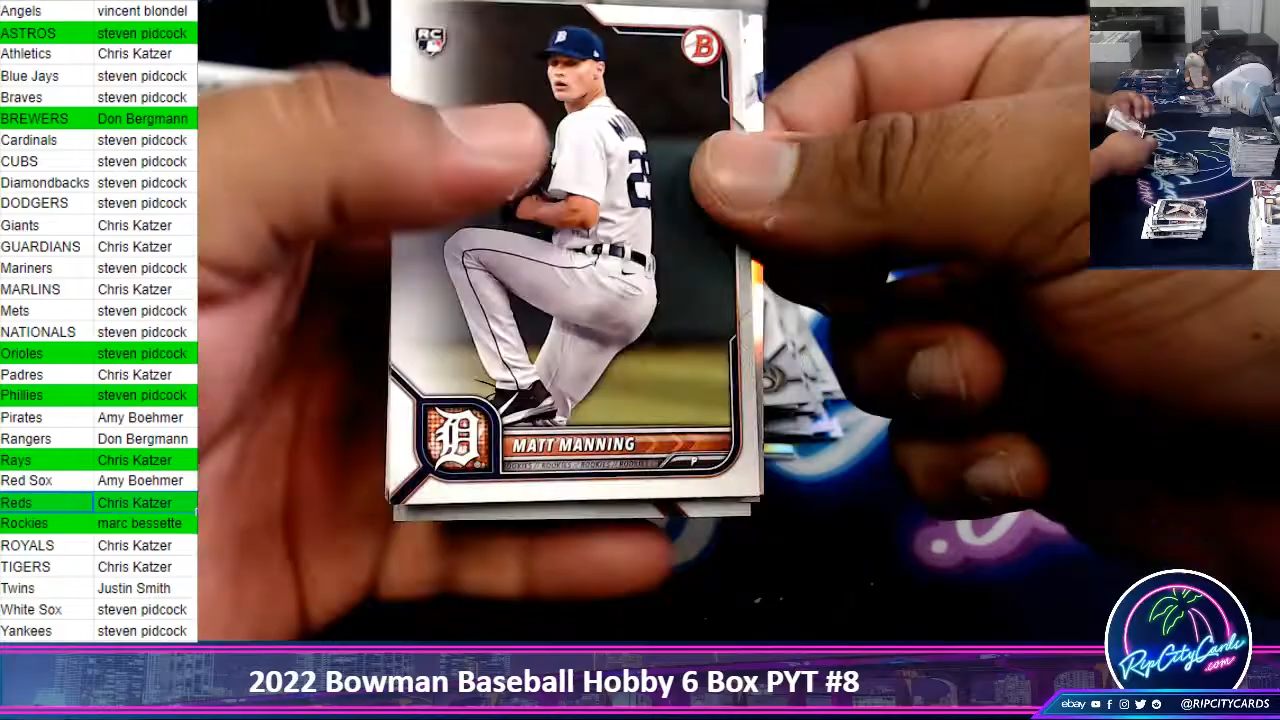 Angels vincent blondel
ASTROS steven pidcock
Athletics Chris Katzer
Blue Jays steven pidcock
Braves steven pidcock
BREWERS Don Bergmann
Cardinals steven pidcock
CUBS steven pidcock
Diamondbacks steven pidcock
DODGERS steven pidcock
Giants Chris Katzer
GUARDIANS Chris Katzer
Mariners steven pidcock
MARLINS Chris Katzer
Mets steven pidcock
NATIONALS steven pidcock
Orioles steven pidcock
Padres Chris Katzer
Phillies steven pidcock
Pirates Amy Boehmer
Rangers Don Bergmann
Rays Chris Katzer
Red Sox Amy Boehmer
Reds Chris Katzer
Rockies marc bessette
ROYALS Chris Katzer
TIGERS Chris Katzer
Twins Justin Smith
White Sox steven pidcock
Yankees steven pidcock
RC
B
D
D
MATT MANNING
P
2022 Bowman Baseball Hobby 6 Box PYT #8
RipCityCards
.com
ebay @RIPCITYCARDS